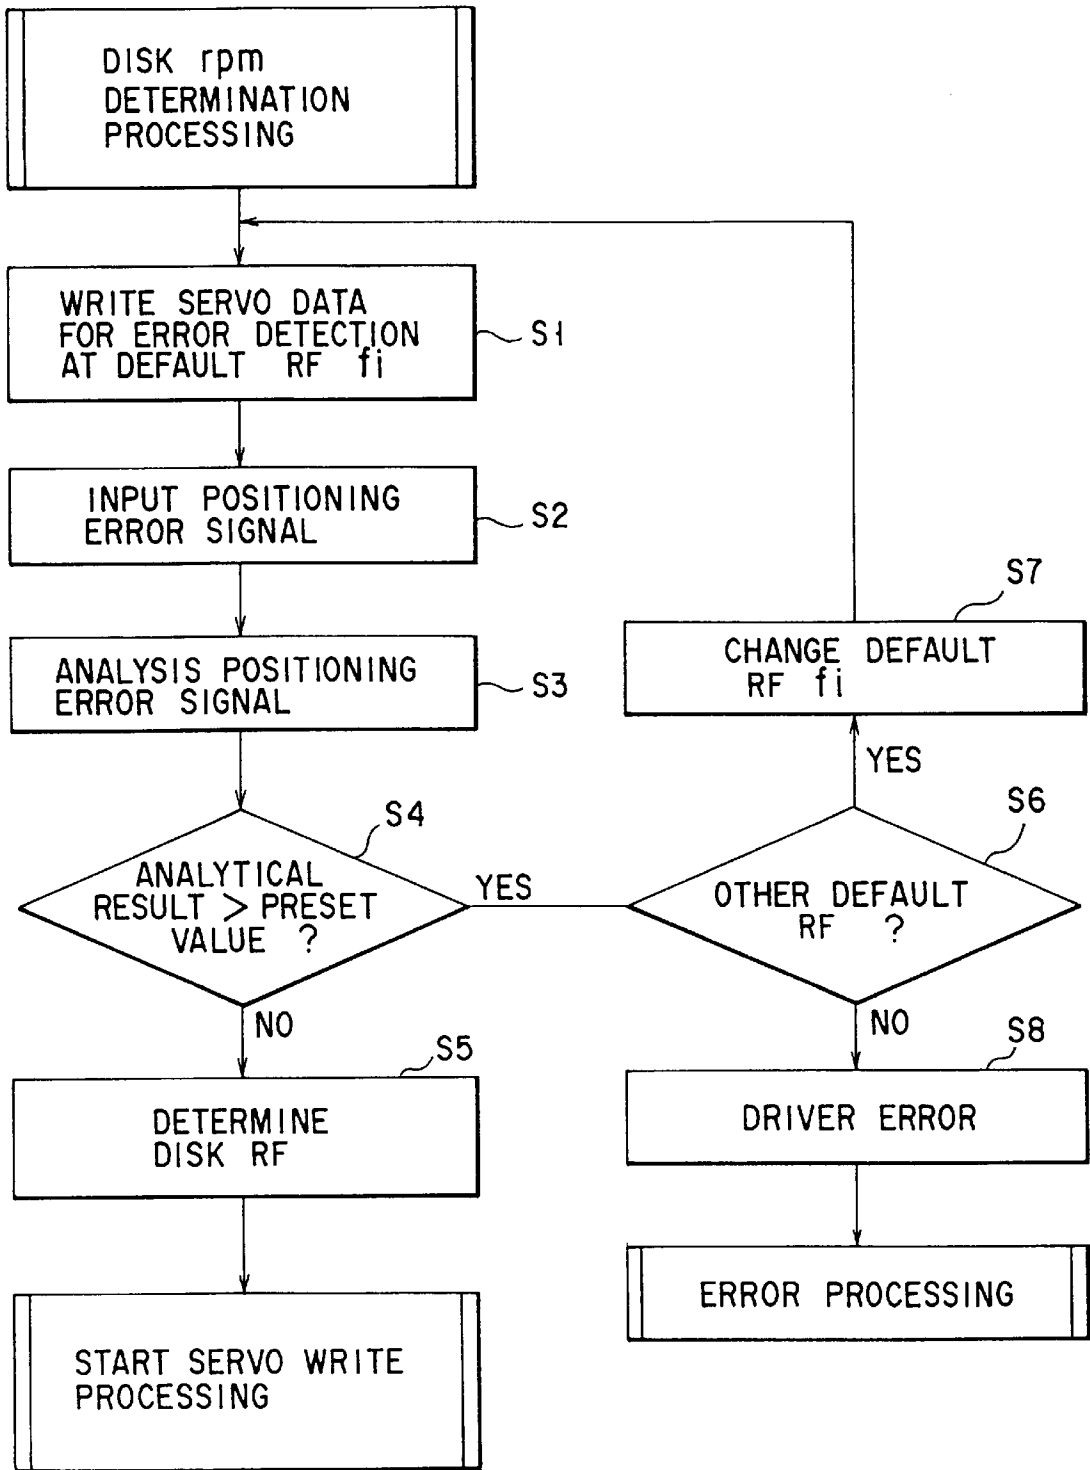 DISK rpm
DETERMINATION
PROCESSING
WRITE SERVO DATA
FOR ERROR DETECTION
AT DEFAULT RF fi
S1
INPUT POSITIONING
ERROR SIGNAL
S2
ANALYSIS POSITIONING
ERROR SIGNAL
S3
S4
ANALYTICAL
RESULT > PRESET
VALUE ?
YES
NO
S5
DETERMINE
DISK RF
START SERVO WRITE
PROCESSING
S7
CHANGE DEFAULT
RF fi
YES
S6
OTHER DEFAULT
RF ?
NO
S8
DRIVER ERROR
ERROR PROCESSING